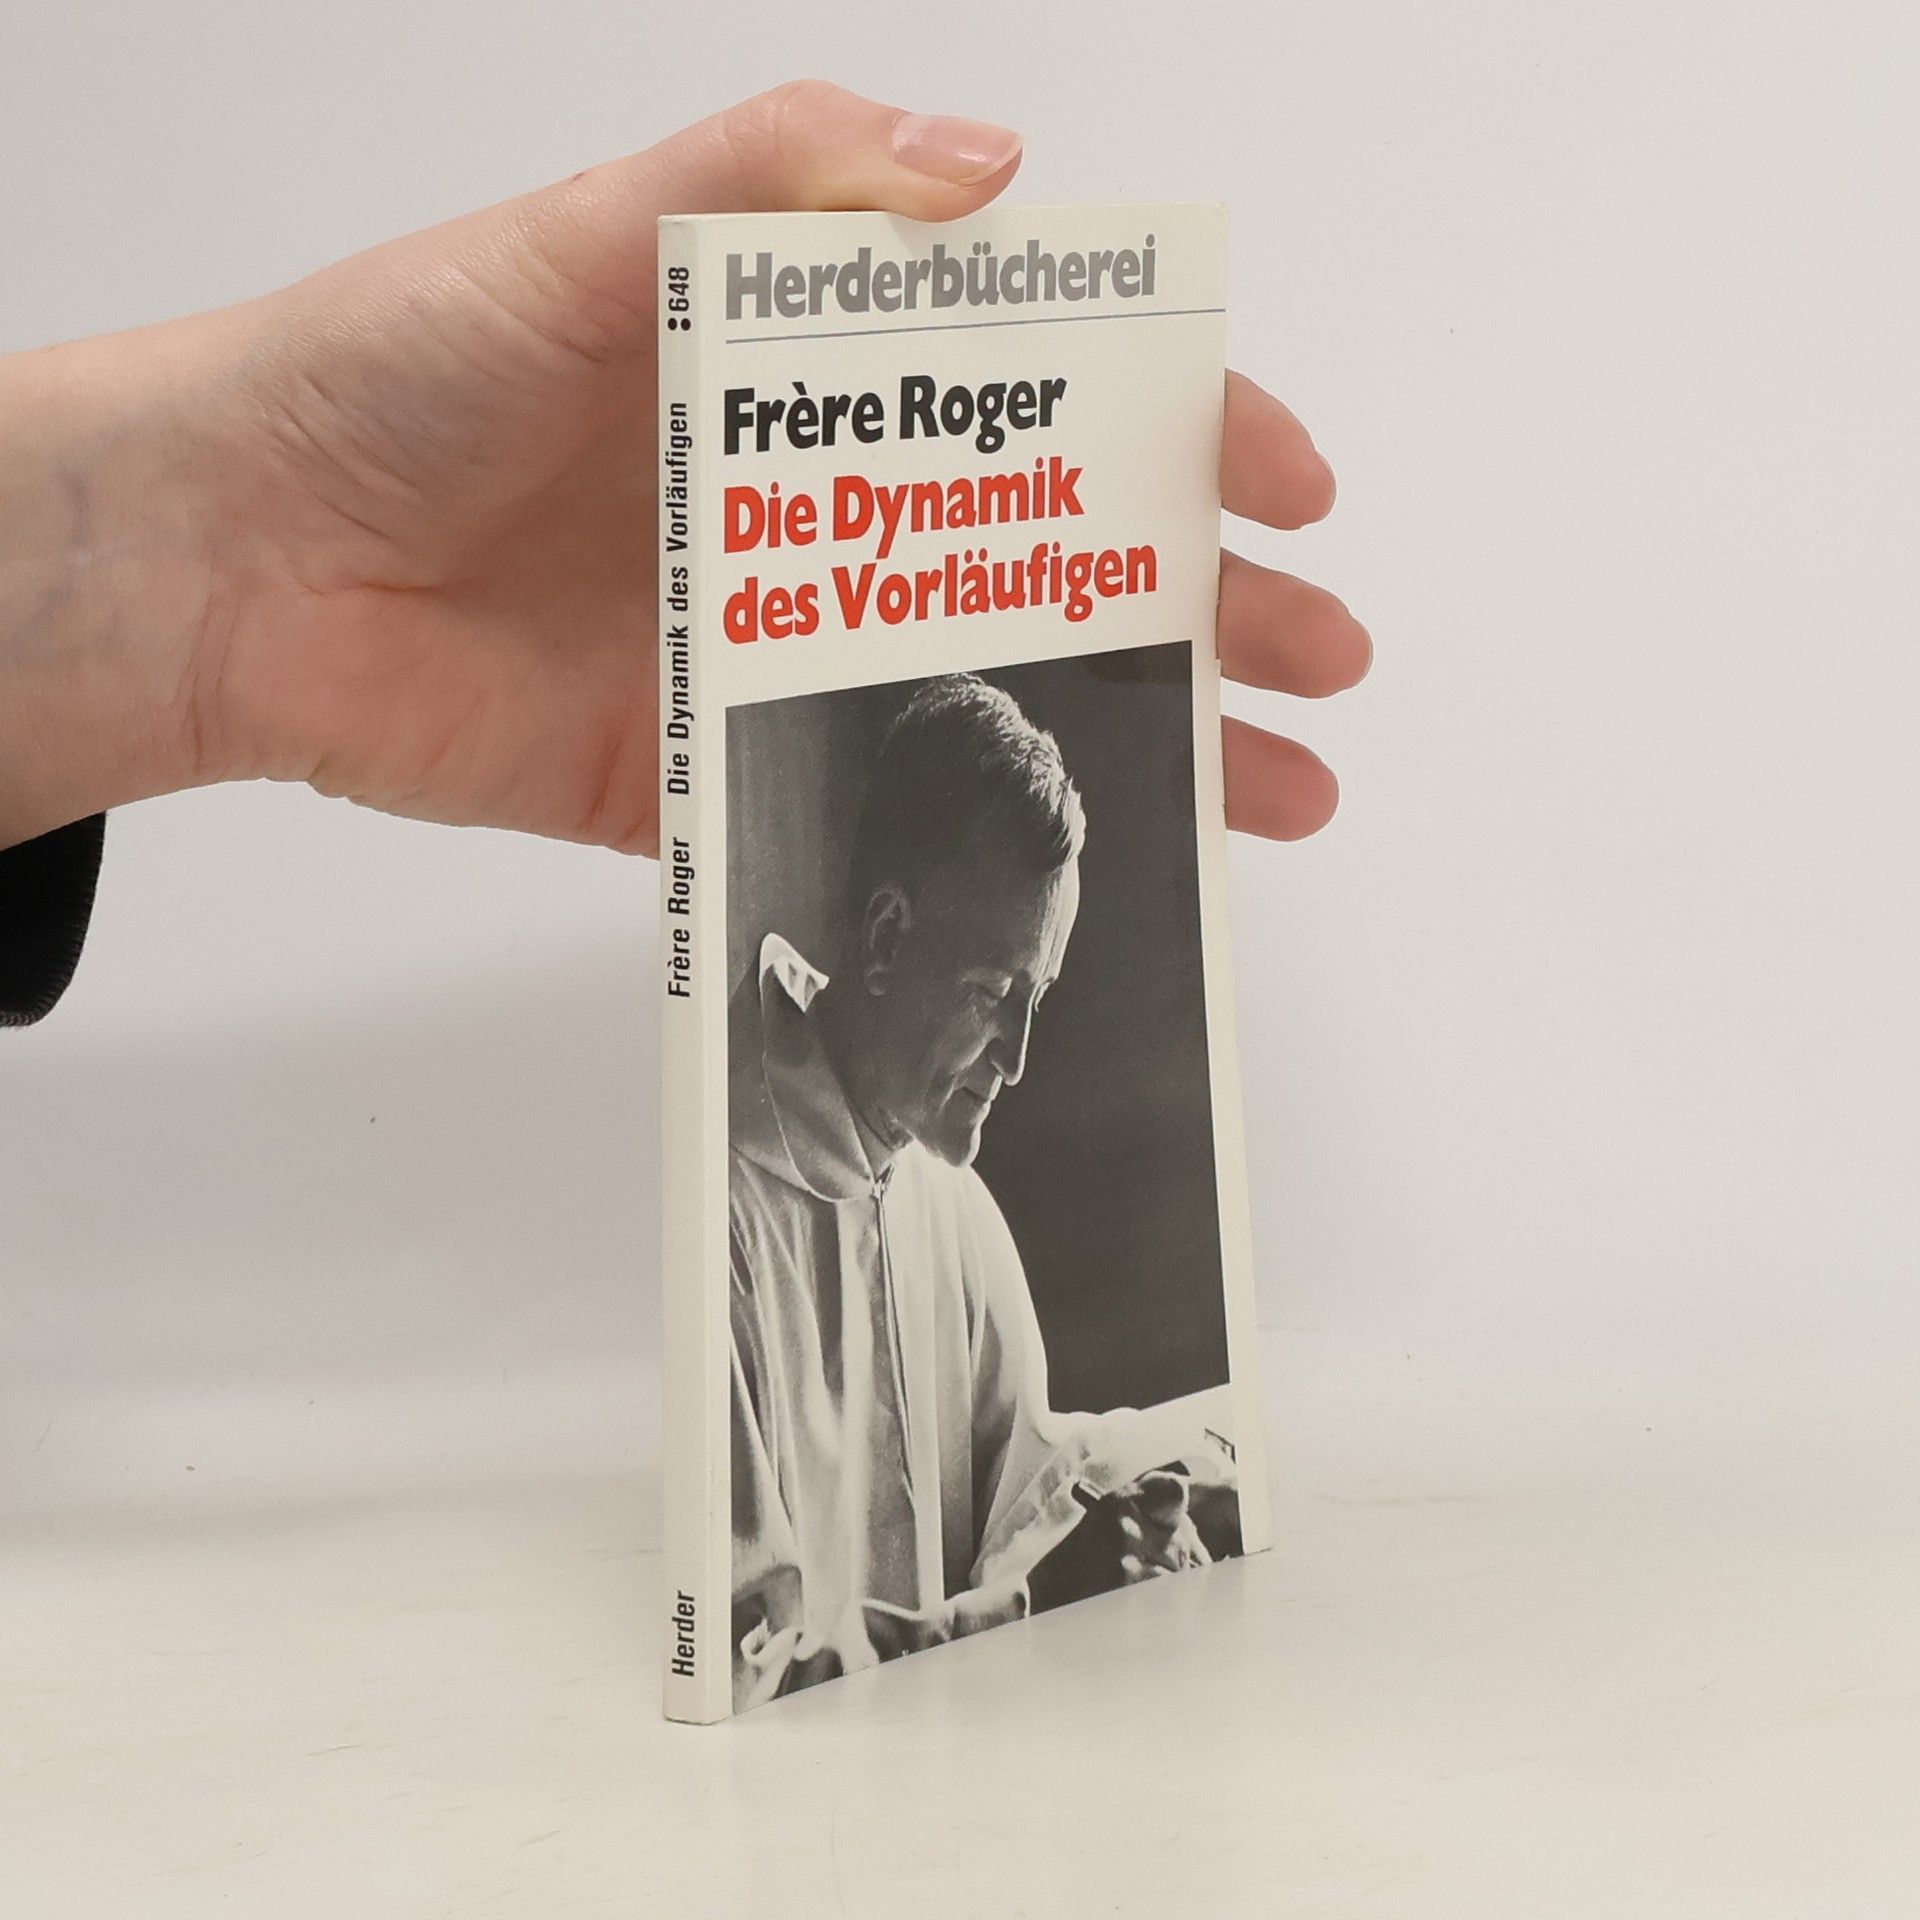 Herderbücherei
Frère Roger
Die Dynamik
des Vorläufigen
Frère Roger Die Dynamik des Vorläufigen :648
Herder